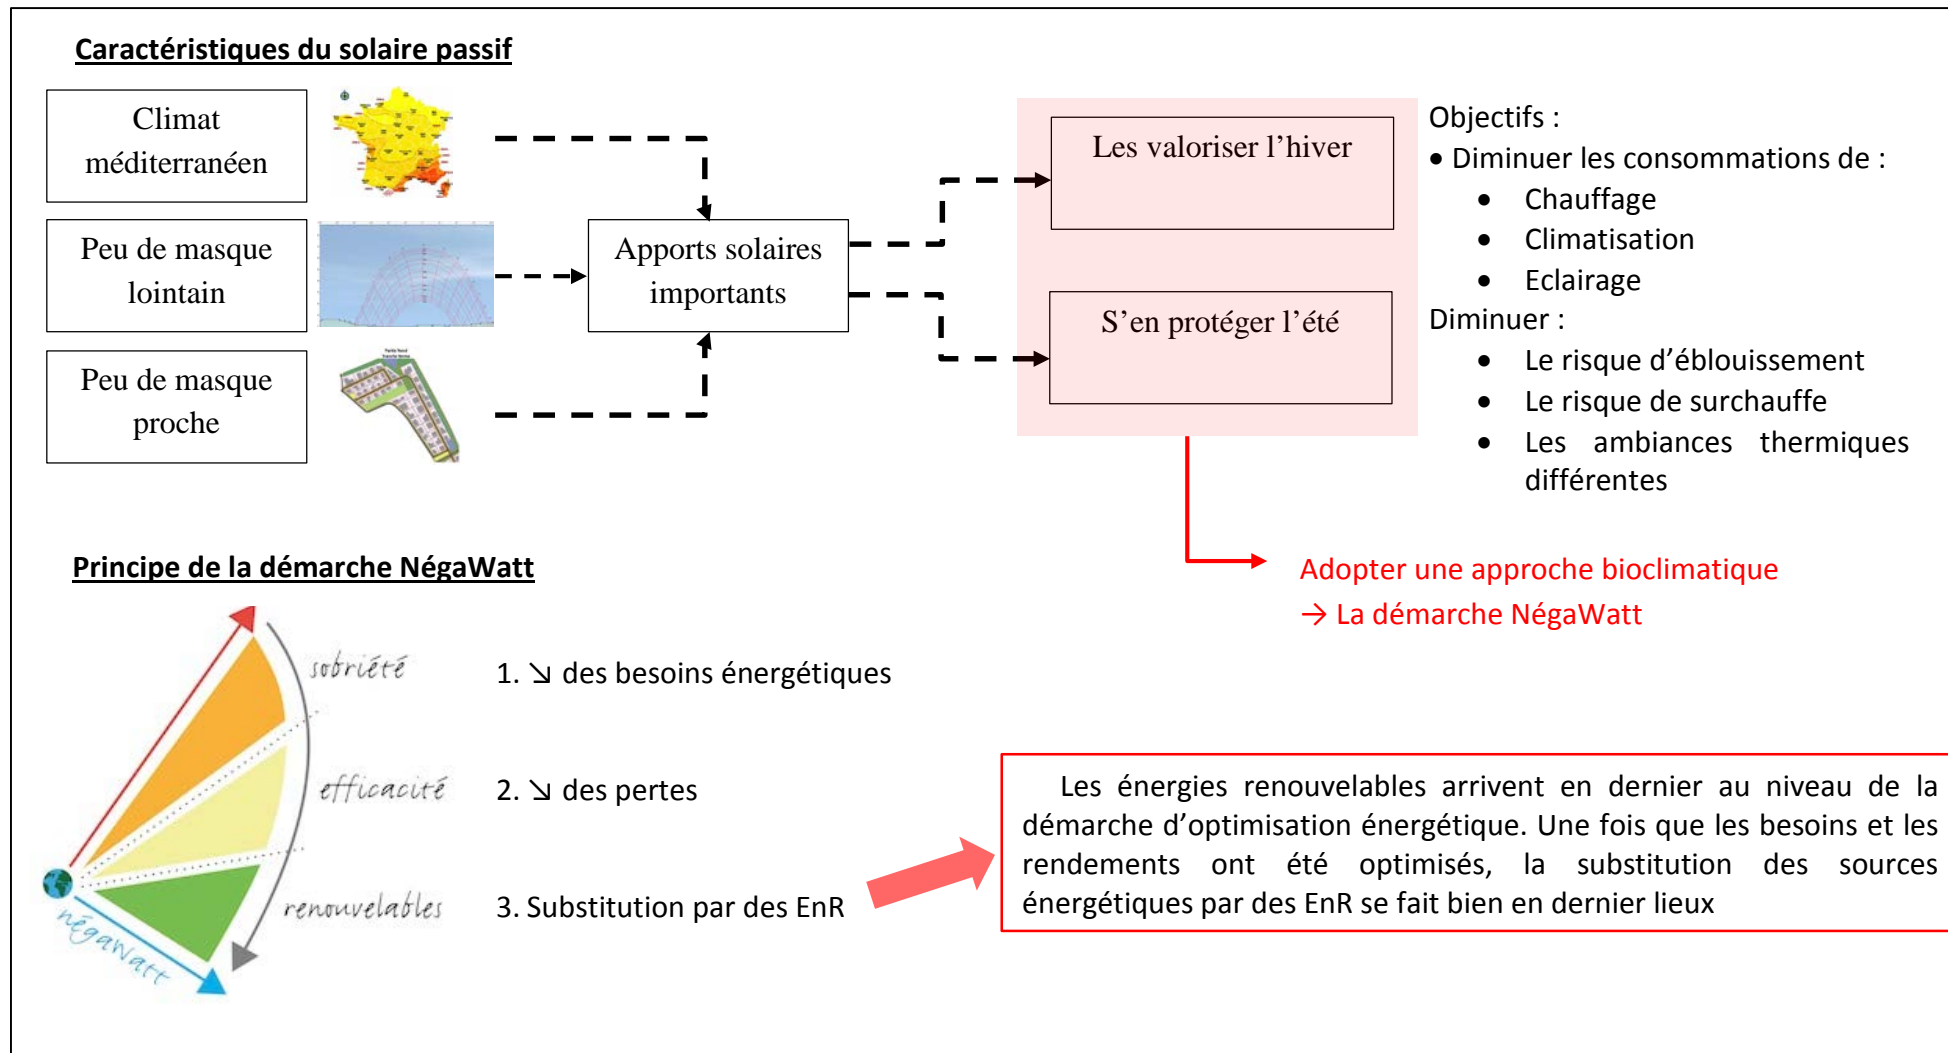 Caractéristiques du solaire passif
Climat
méditerranéen
Peu de masque
lointain
Peu de masque
proche
Apports solaires
importants
Les valoriser l’hiver
S’en protéger l’été
Objectifs :
• Diminuer les consommations de :
• Chauffage
• Climatisation
• Eclairage
Diminuer :
• Le risque d’éblouissement
• Le risque de surchauffe
• Les ambiances thermiques
différentes
Adopter une approche bioclimatique
→ La démarche NégaWatt
Principe de la démarche NégaWatt
sobriété
1. ↘ des besoins énergétiques
efficacité
2. ↘ des pertes
renouvelables
3. Substitution par des EnR
négaWatt
Les énergies renouvelables arrivent en dernier au niveau de la
démarche d’optimisation énergétique. Une fois que les besoins et les
rendements ont été optimisés, la substitution des sources
énergétiques par des EnR se fait bien en dernier lieux